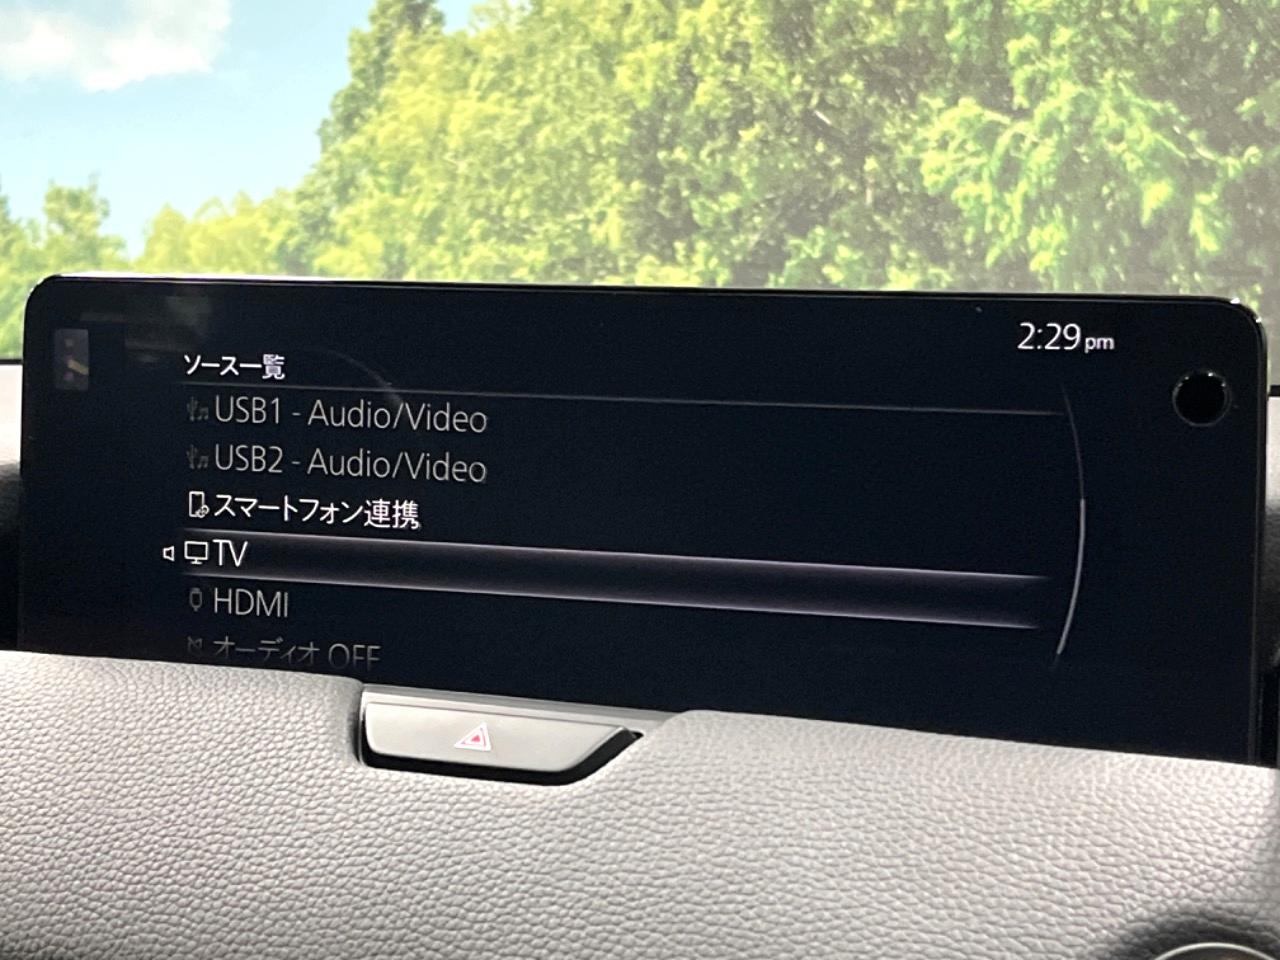 2:29 pm
ソース一覧
USB1 - Audio/Video
USB2 - Audio/Video
スマートフォン連携
TV
HDMI
オーディオ OFF